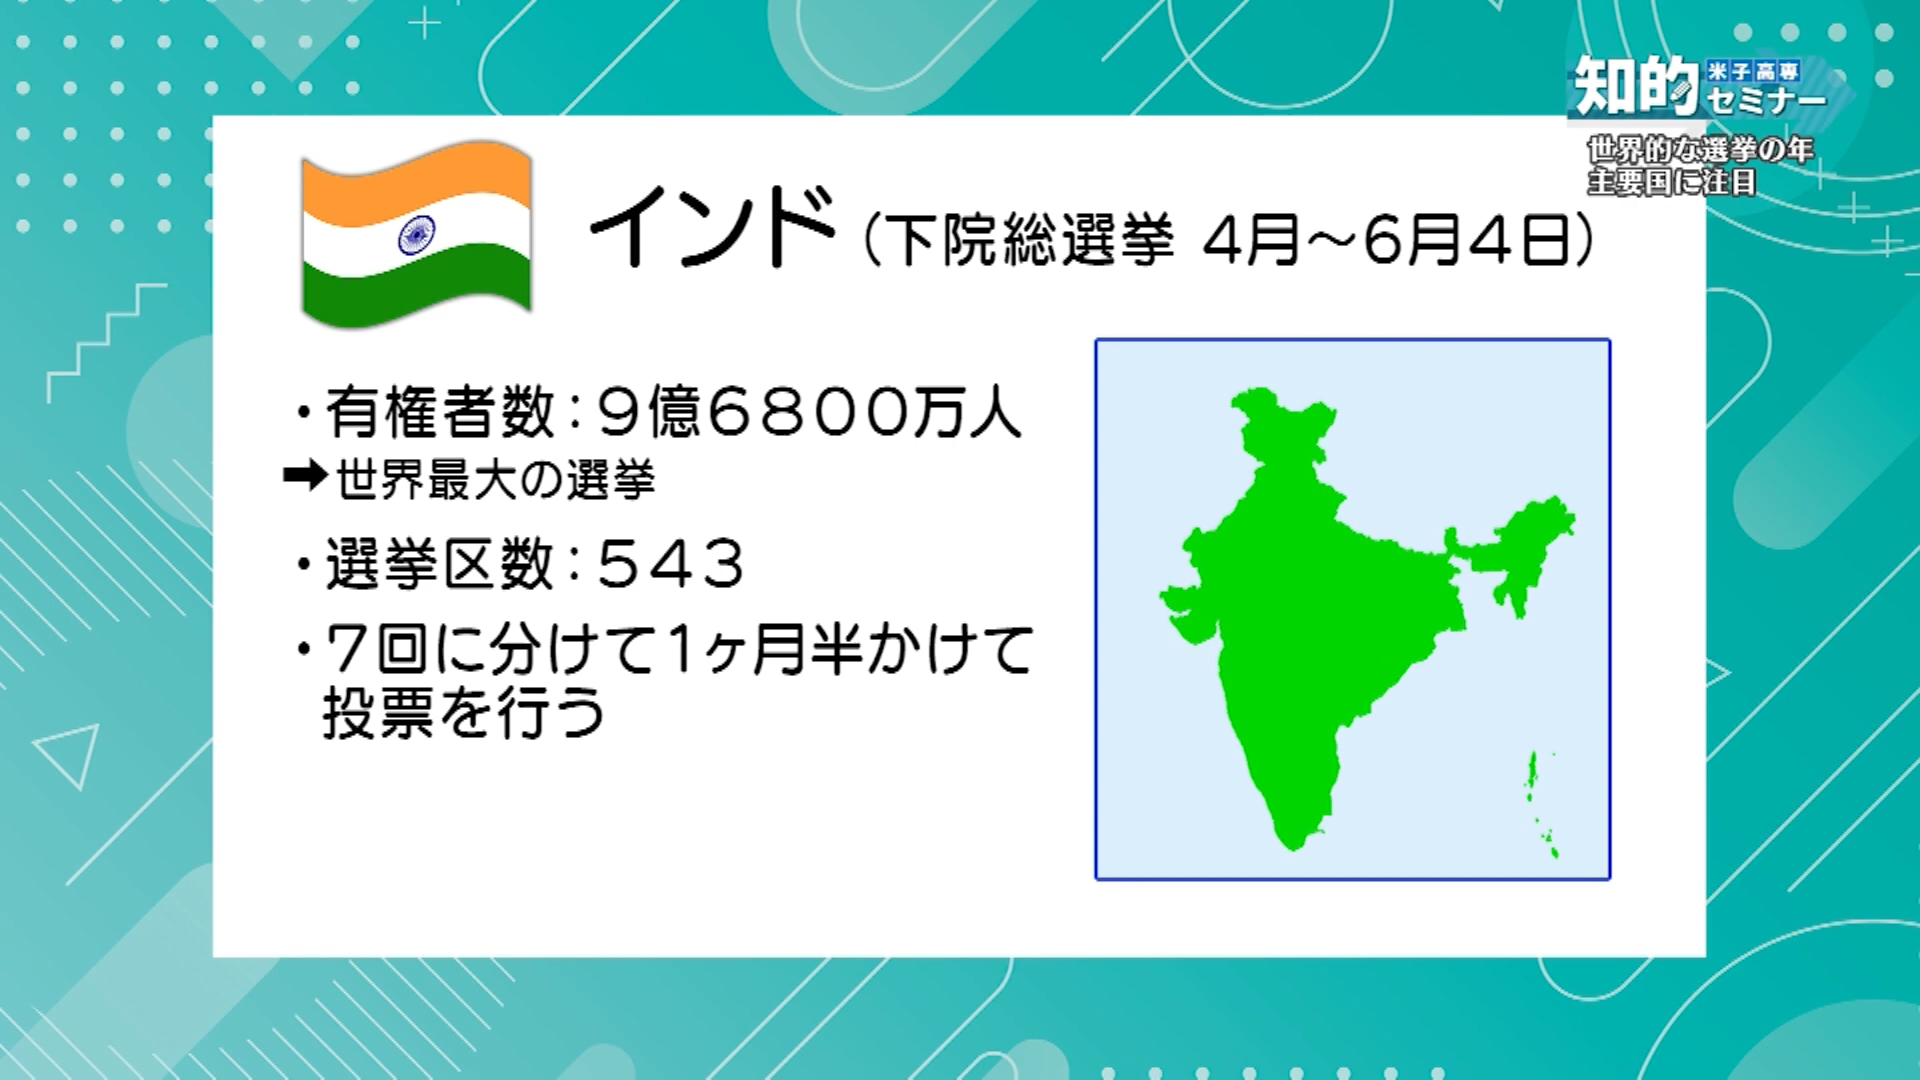 知的 米子高専 セミナー
世界的な選挙の年
主要国に注目
インド（下院総選挙 4月～6月4日）
・有権者数：９億６８００万人
➡世界最大の選挙
・選挙区数：５４３
・７回に分けて１ヶ月半かけて
投票を行う